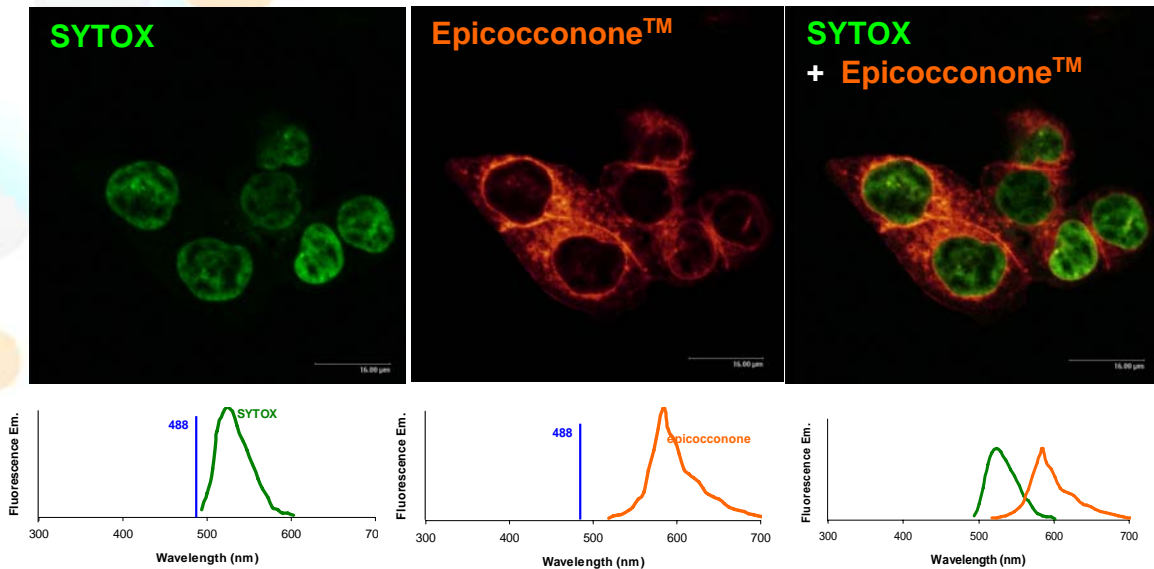 SYTOX
Epicocconone™
SYTOX
+ Epicocconone™
16.00 µm
16.00 µm
16.00 µm
Fluorescence Em.
488
SYTOX
300
400
500
600
70
Wavelength (nm)
Fluorescence Em.
488
epicocconone
300
400
500
600
700
Wavelength (nm)
Fluorescence Em.
300
400
500
600
700
Wavelength (nm)